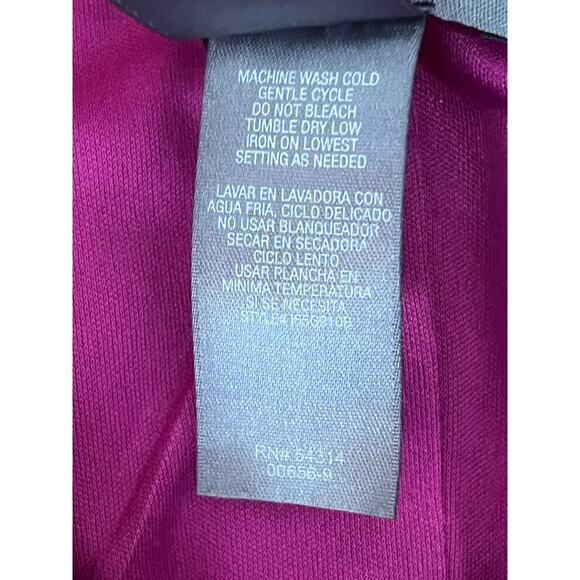 MACHINE WASH COLD
GENTLE CYCLE
DO NOT BLEACH
TUMBLE DRY LOW
IRON ON LOWEST
SETTING AS NEEDED
LAVAR EN LAVADORA CON
AGUA FRIA, CICLO DELICADO
NO USAR BLANQUEADOR
SECAR EN SECADORA
CICLO LENTO
USAR PLANCHA EN
MINIMA TEMPERATURA
SI SE NECESITA
RN# 54314
00656-9